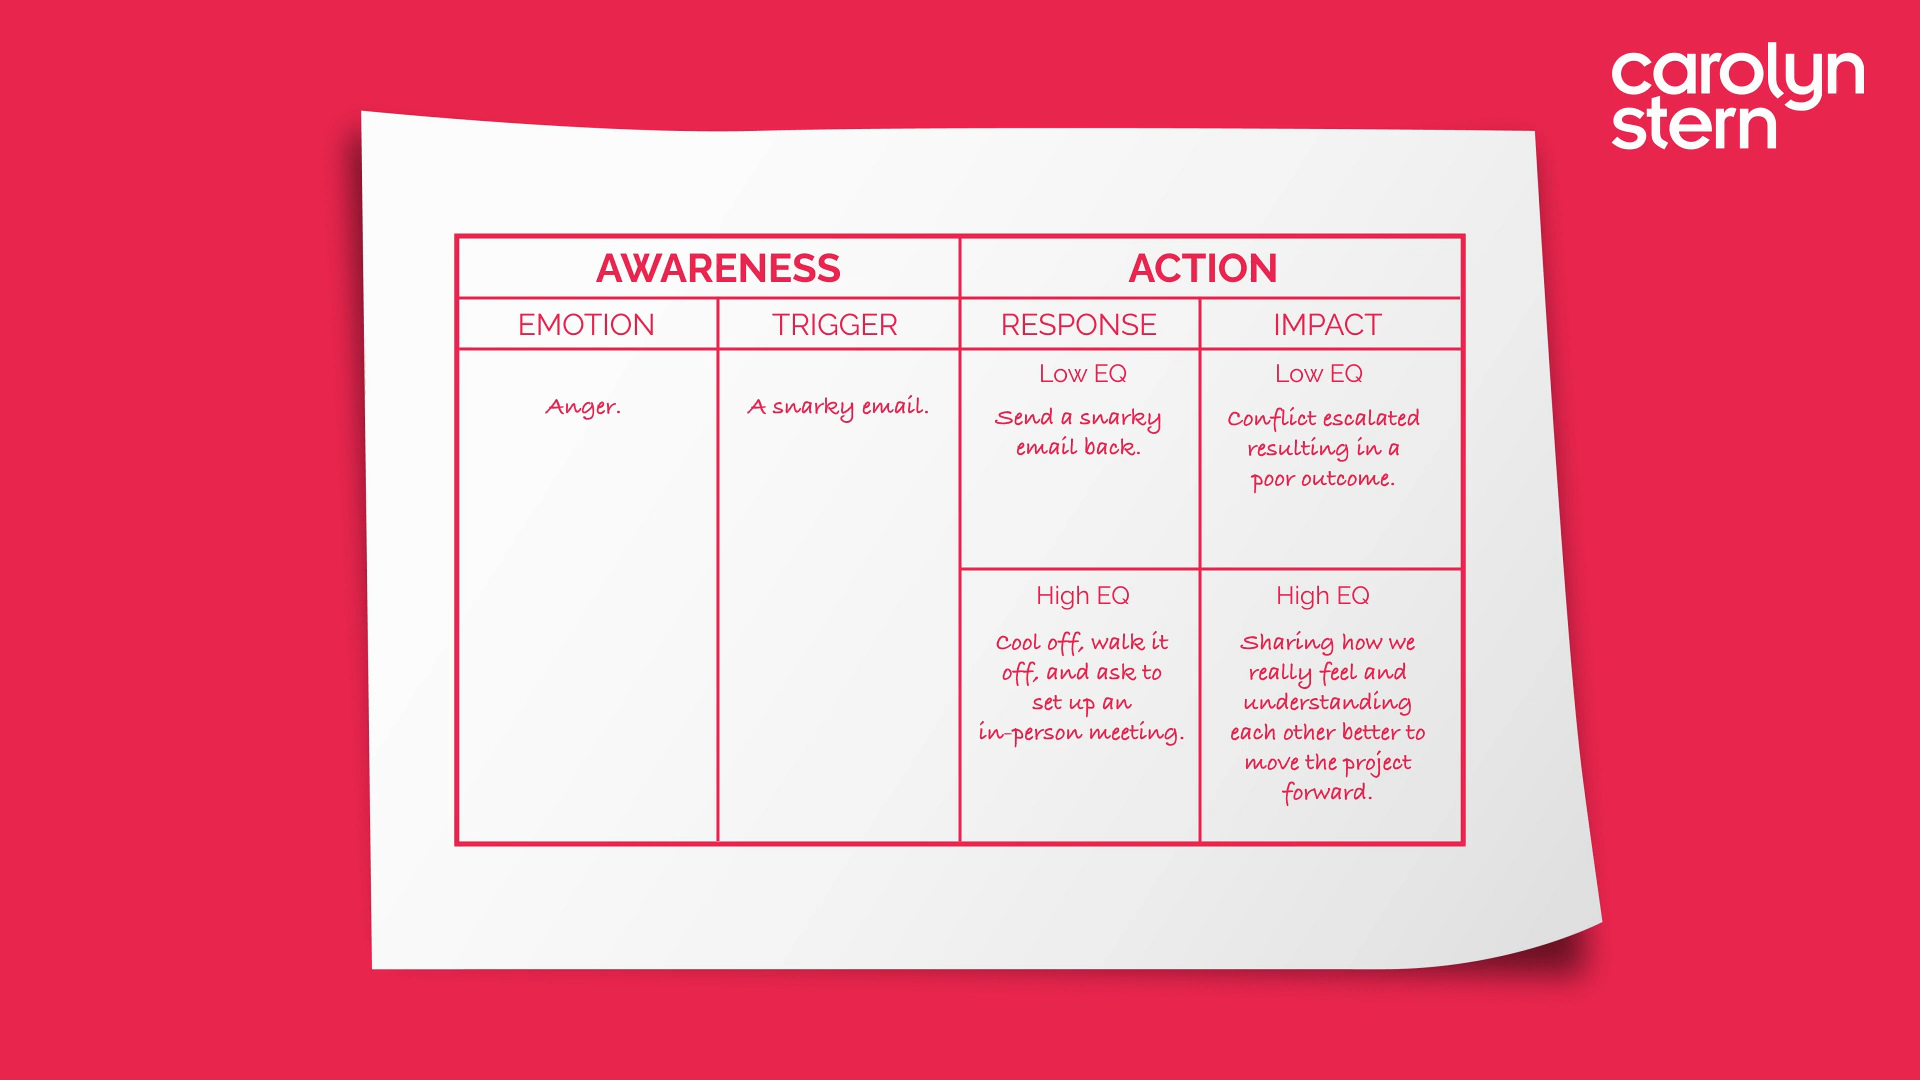 carolyn
stern
AWARENESS
ACTION
EMOTION
TRIGGER
RESPONSE
IMPACT
Anger.
A snarky email.
Low EQ
Send a snarky
email back.
Low EQ
Conflict escalated
resulting in a
poor outcome.
High EQ
Cool off, walk it
off, and ask to
set up an
in-person meeting.
High EQ
Sharing how we
really feel and
understanding
each other better to
move the project
forward.